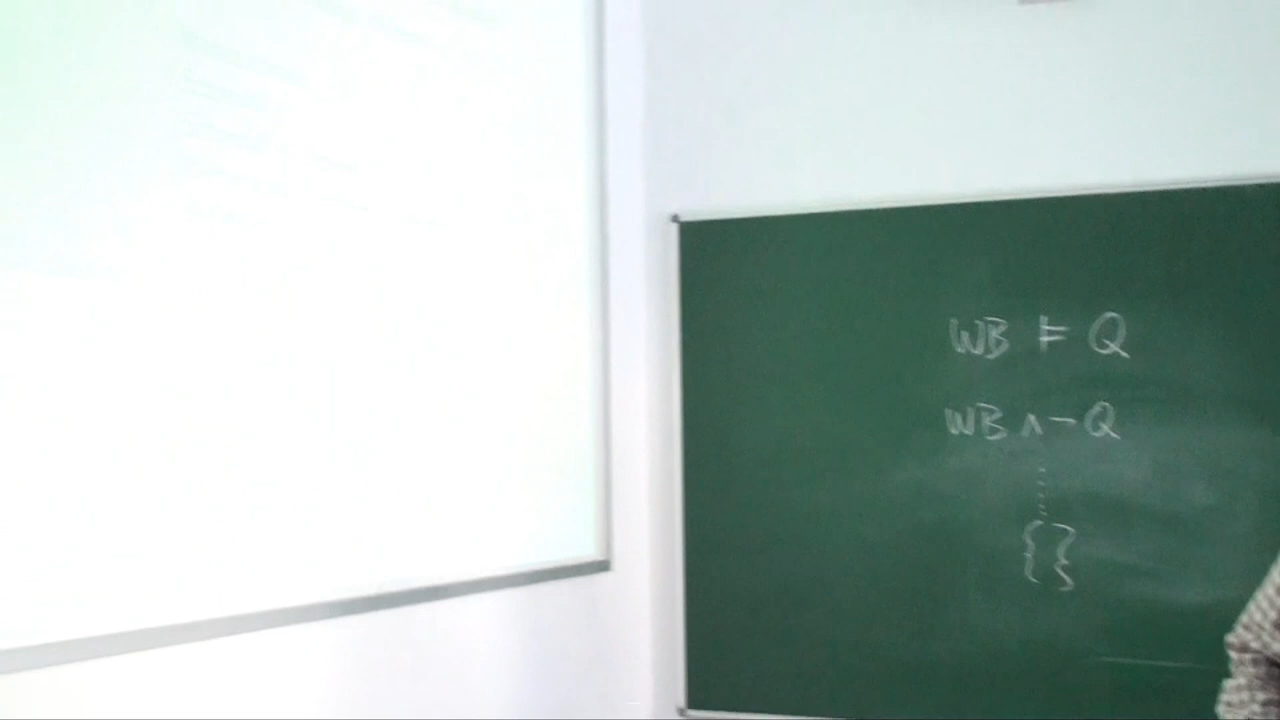 WB ⊨ Q
WB ∧ ¬Q
⋮
{}